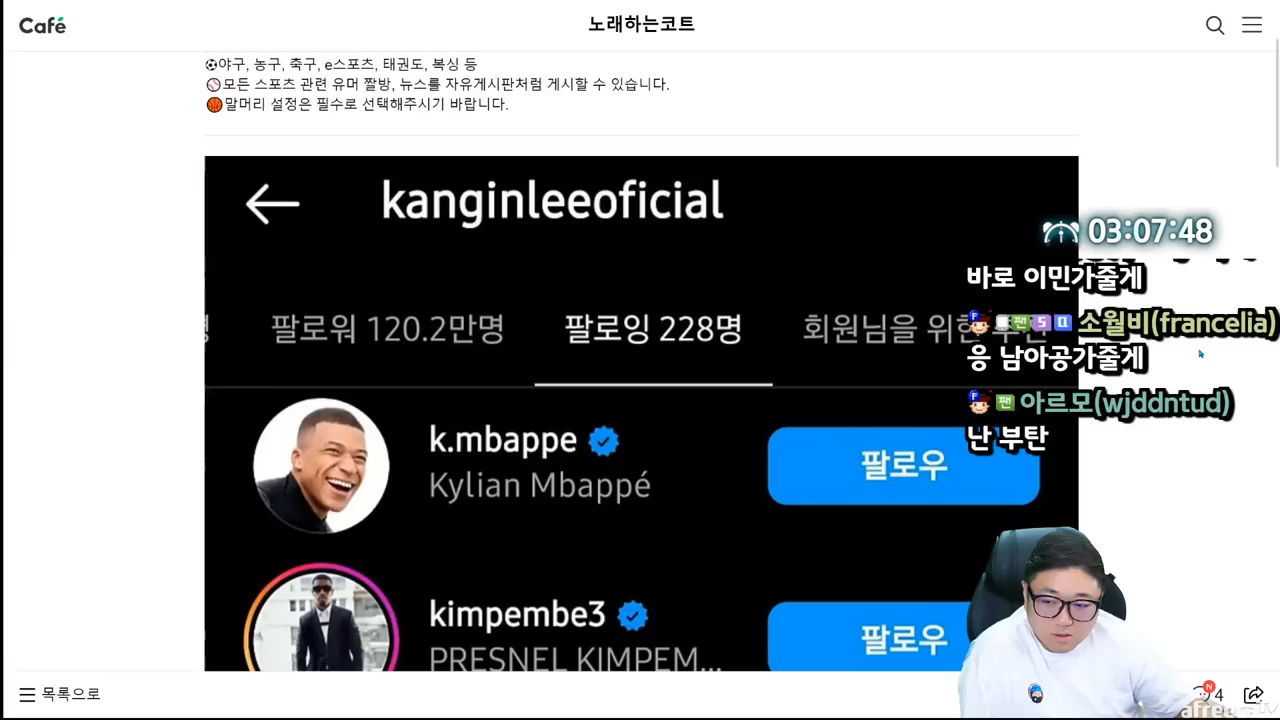 Café
노래하는코트
⚽야구, 농구, 축구, e스포츠, 태권도, 복싱 등
⚾모든 스포츠 관련 유머 짤방, 뉴스를 자유게시판처럼 게시할 수 있습니다.
🏀말머리 설정은 필수로 선택해주시기 바랍니다.
kanginleeoficial
03:07:48
바로 이민가줄게
팔로워 120.2만명
팔로잉 228명
회원님을 위한
소월비(francelia)
응 남아공가줄게
아르모(wjddntud)
난 부탄
k.mbappe
Kylian Mbappé
팔로우
kimpembe3
PRESNEL KIMPEM...
팔로우
목록으로
N
4